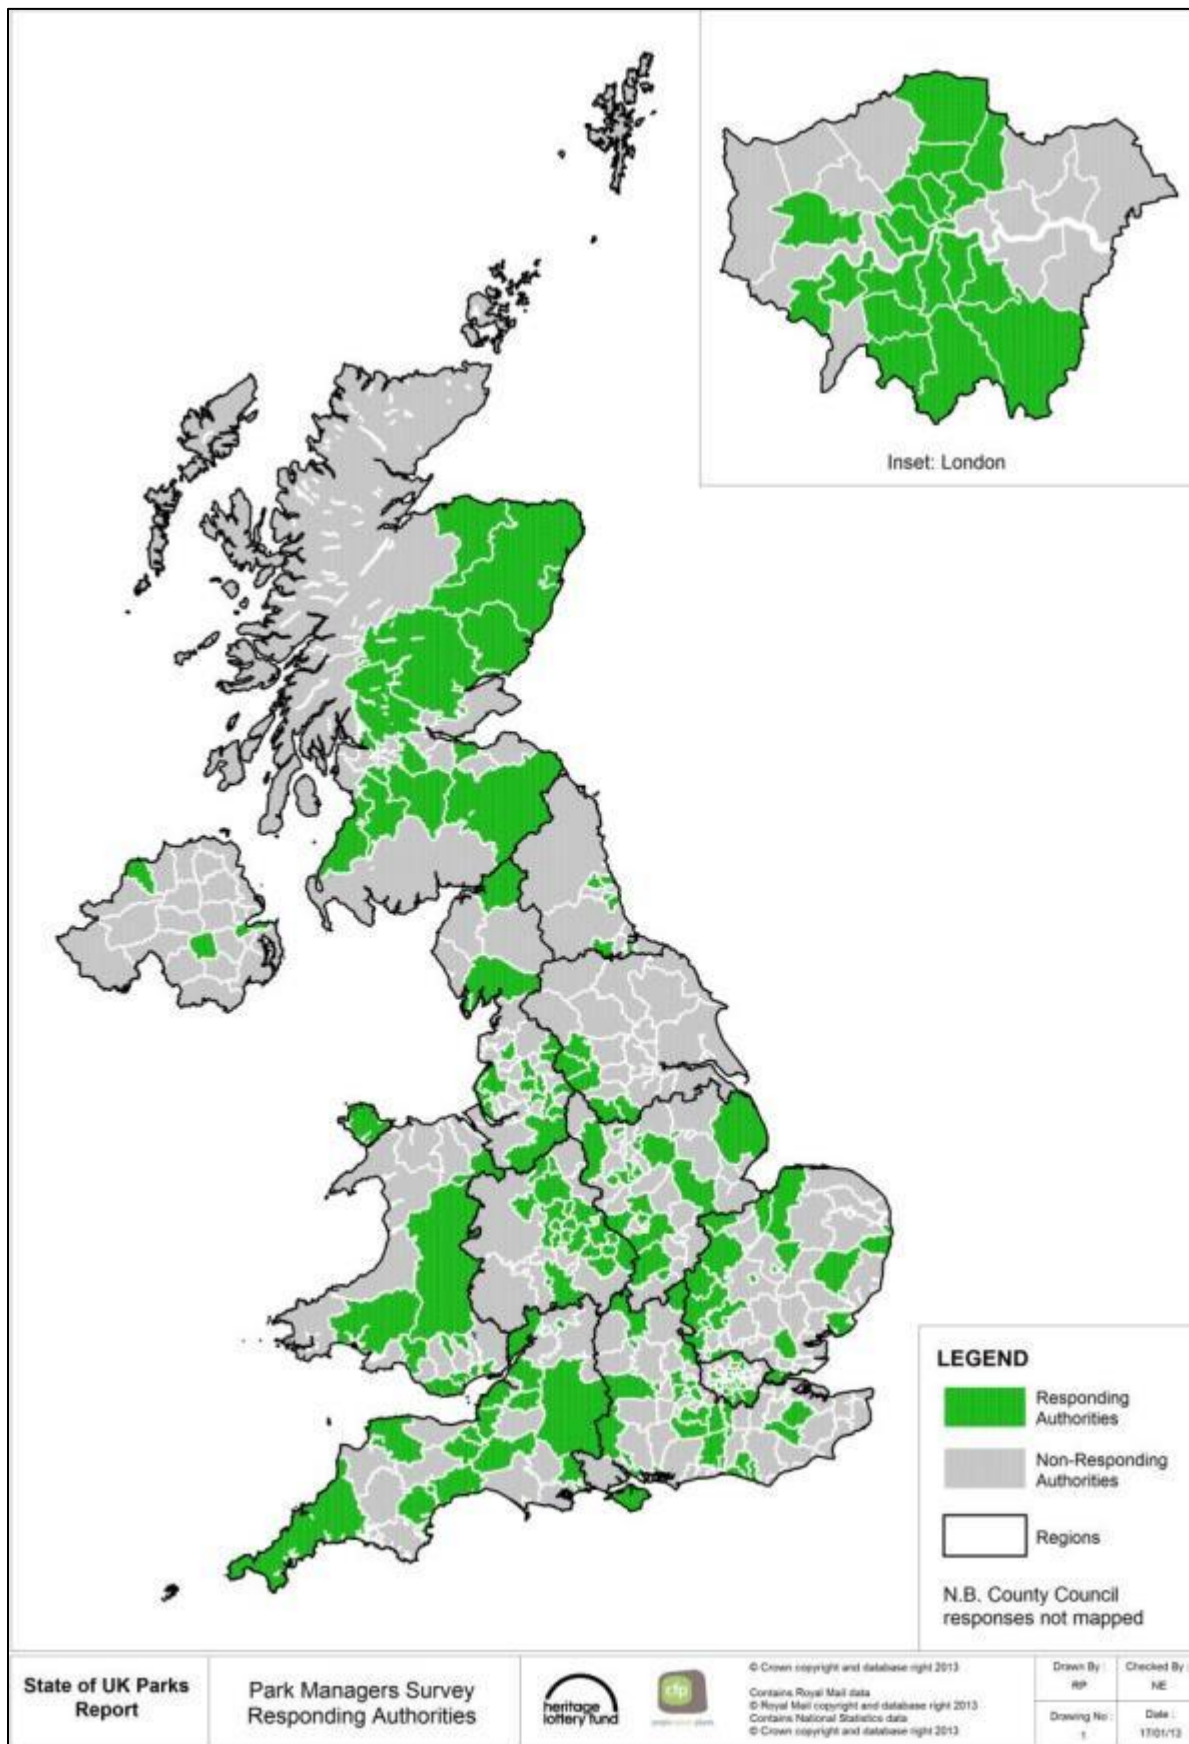 Inset: London
LEGEND
Responding
Authorities
Non-Responding
Authorities
Regions
N.B. County Council
responses not mapped
State of UK Parks
Report
Park Managers Survey
Responding Authorities
heritage
lottery fund
cfp
© Crown copyright and database right 2013
Contains Royal Mail data
© Royal Mail copyright and database right 2013
Contains National Statistics data
© Crown copyright and database right 2013
Drawn By :
RP
Checked By :
NE
Drawing No :
1
Date :
17/01/13